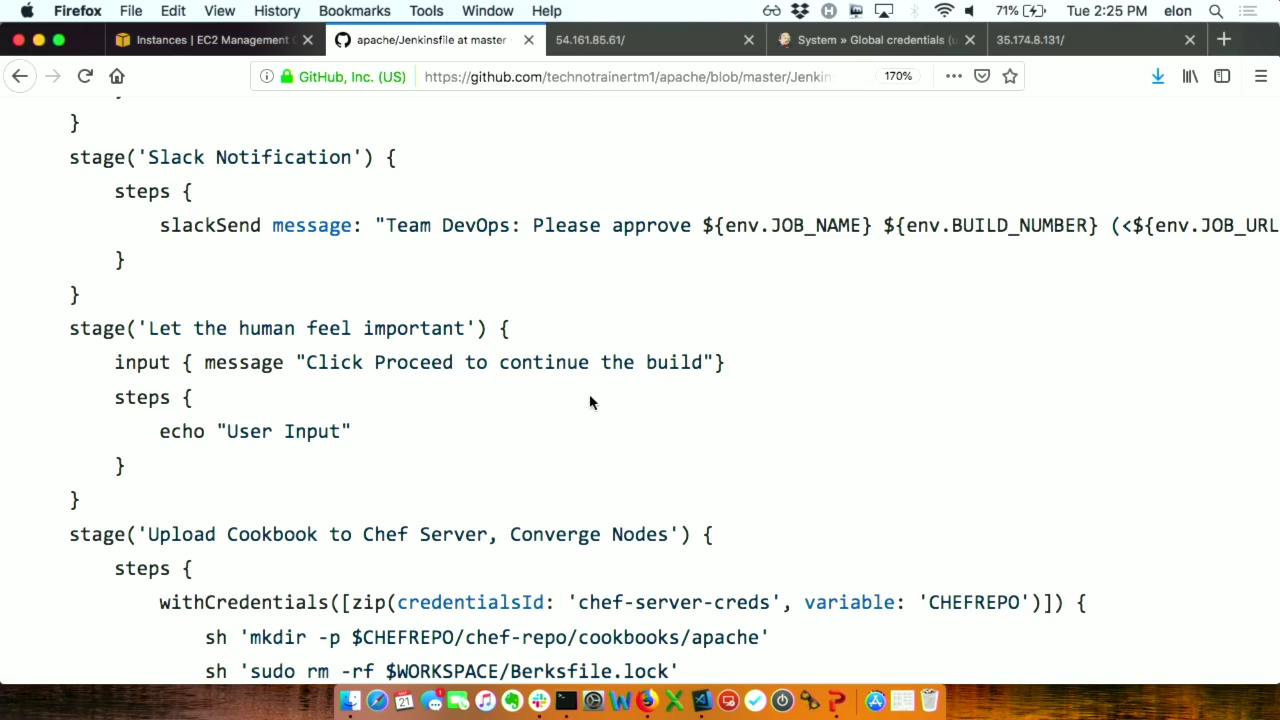 Firefox File Edit View History Bookmarks Tools Window Help 71% Tue 2:25 PM elon
Instances | EC2 Management C apache/Jenkinsfile at master 54.161.85.61/ System » Global credentials (u 35.174.8.131/
GitHub, Inc. (US) https://github.com/technotrainertm1/apache/blob/master/Jenkin 170%
}
}
stage('Slack Notification') {
steps {
slackSend message: "Team DevOps: Please approve ${env.JOB_NAME} ${env.BUILD_NUMBER} (<${env.JOB_URL
}
}
stage('Let the human feel important') {
input { message "Click Proceed to continue the build"}
steps {
echo "User Input"
}
}
stage('Upload Cookbook to Chef Server, Converge Nodes') {
steps {
withCredentials([zip(credentialsId: 'chef-server-creds', variable: 'CHEFREPO')]) {
sh 'mkdir -p $CHEFREPO/chef-repo/cookbooks/apache'
sh 'sudo rm -rf $WORKSPACE/Berksfile.lock'
21